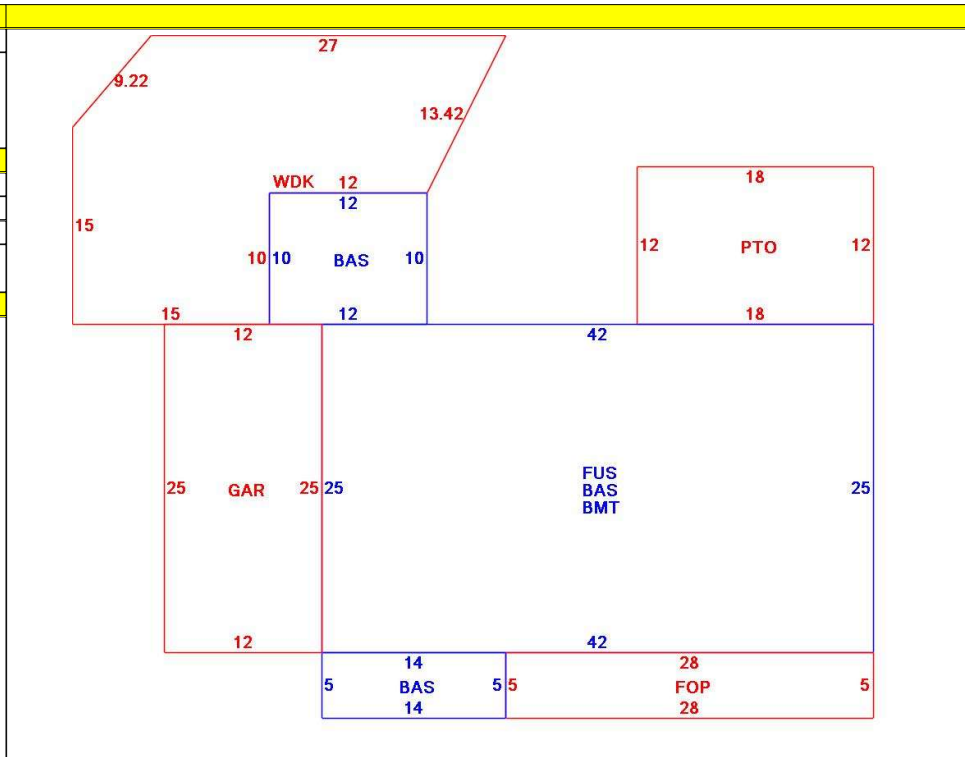 27
9.22
13.42
18
WDK 12
12
15
12 PTO 12
10 10 BAS 10
15 12 18
12 42
FUS
25 GAR 25 25 BAS 25
BMT
12 42
14 28
5 BAS 5 5 FOP 5
14 28